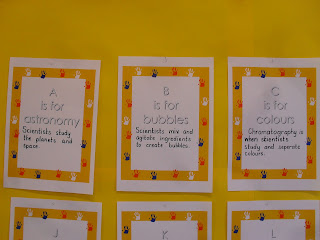 A
is for
astronomy
Scientists study
the planets and
space.
B
is for
bubbles
Scientists mix and
agitate ingredients
to create bubbles.
C
is for
colours
Chromatography is
when scientists
study and seperate
colours.
J
K
L